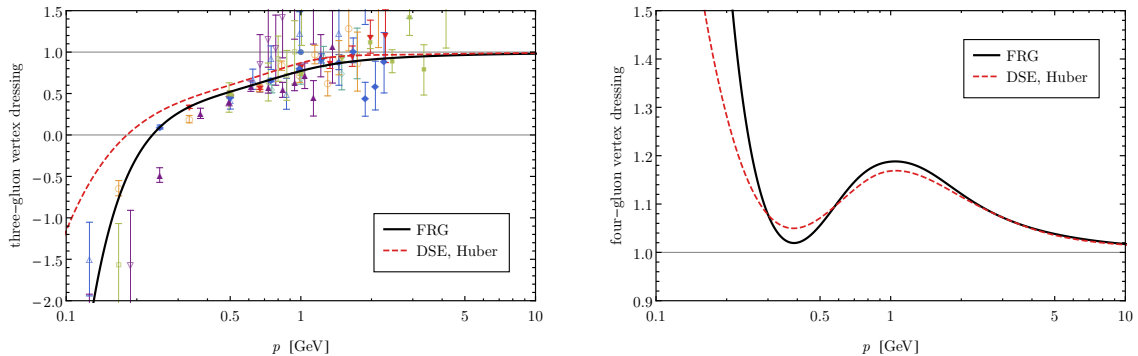 three-gluon vertex dressing
1.5
1.0
0.5
0.0
-0.5
-1.0
-1.5
-2.0
FRG
DSE, Huber
0.1 0.5 1 5 10
p [GeV]
four-gluon vertex dressing
1.5
1.4
1.3
1.2
1.1
1.0
0.9
FRG
DSE, Huber
0.1 0.5 1 5 10
p [GeV]